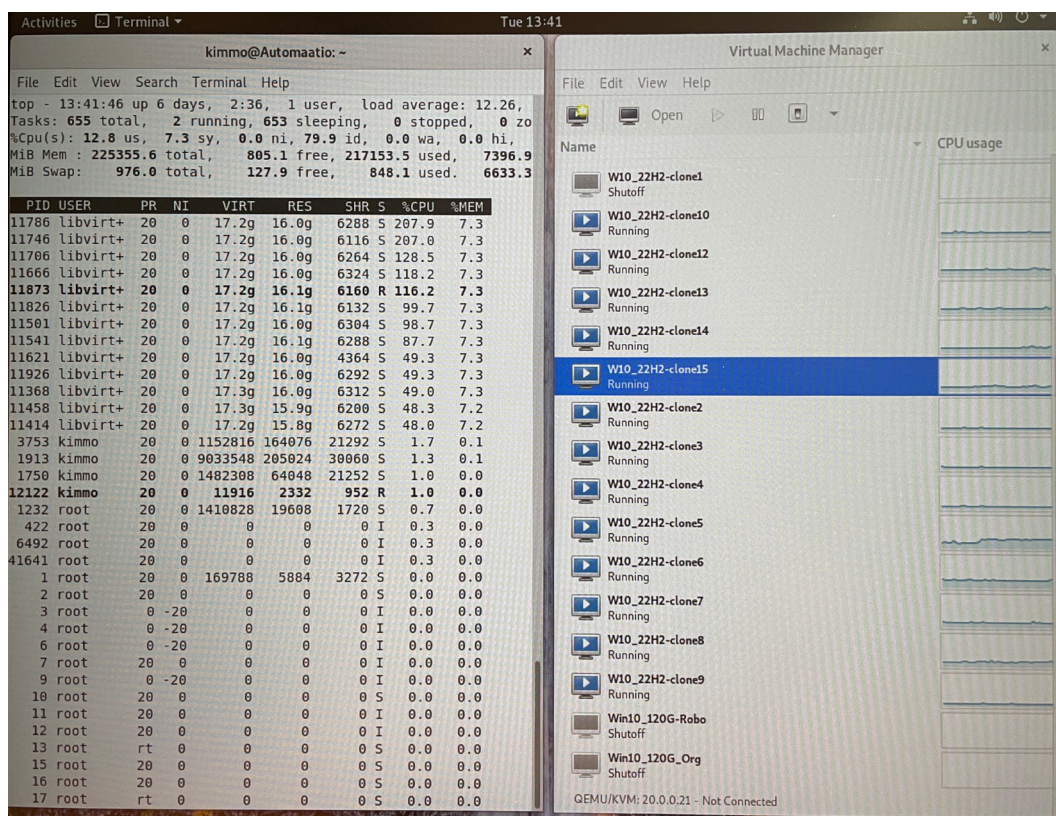 Activities Terminal Tue 13:41
kimmo@Automaatio: ~ ×
File Edit View Search Terminal Help
top - 13:41:46 up 6 days, 2:36, 1 user, load average: 12.26,
Tasks: 655 total, 2 running, 653 sleeping, 0 stopped, 0 zo
%Cpu(s): 12.8 us, 7.3 sy, 0.0 ni, 79.9 id, 0.0 wa, 0.0 hi,
MiB Mem : 225355.6 total, 805.1 free, 217153.5 used, 7396.9
MiB Swap: 976.0 total, 127.9 free, 848.1 used. 6633.3
PID USER PR NI VIRT RES SHR S %CPU %MEM
11786 libvirt+ 20 0 17.2g 16.0g 6288 S 207.9 7.3
11746 libvirt+ 20 0 17.2g 16.0g 6116 S 207.0 7.3
11706 libvirt+ 20 0 17.2g 16.0g 6264 S 128.5 7.3
11666 libvirt+ 20 0 17.2g 16.0g 6324 S 118.2 7.3
11873 libvirt+ 20 0 17.2g 16.1g 6160 R 116.2 7.3
11826 libvirt+ 20 0 17.2g 16.1g 6132 S 99.7 7.3
11501 libvirt+ 20 0 17.2g 16.0g 6304 S 98.7 7.3
11541 libvirt+ 20 0 17.2g 16.1g 6288 S 87.7 7.3
11621 libvirt+ 20 0 17.2g 16.0g 4364 S 49.3 7.3
11926 libvirt+ 20 0 17.2g 16.0g 6292 S 49.3 7.3
11368 libvirt+ 20 0 17.3g 16.0g 6312 S 49.0 7.3
11458 libvirt+ 20 0 17.3g 15.9g 6200 S 48.3 7.2
11414 libvirt+ 20 0 17.2g 15.8g 6272 S 48.0 7.2
3753 kimmo 20 0 1152816 164076 21292 S 1.7 0.1
1913 kimmo 20 0 9033548 205024 30060 S 1.3 0.1
1750 kimmo 20 0 1482308 64048 21252 S 1.0 0.0
12122 kimmo 20 0 11916 2332 952 R 1.0 0.0
1232 root 20 0 1410828 19608 1720 S 0.7 0.0
422 root 20 0 0 0 0 I 0.3 0.0
6492 root 20 0 0 0 0 I 0.3 0.0
41641 root 20 0 0 0 0 I 0.3 0.0
1 root 20 0 169788 5884 3272 S 0.0 0.0
2 root 20 0 0 0 0 S 0.0 0.0
3 root 0 -20 0 0 0 I 0.0 0.0
4 root 0 -20 0 0 0 I 0.0 0.0
6 root 0 -20 0 0 0 I 0.0 0.0
7 root 20 0 0 0 0 I 0.0 0.0
9 root 0 -20 0 0 0 I 0.0 0.0
10 root 20 0 0 0 0 S 0.0 0.0
11 root 20 0 0 0 0 I 0.0 0.0
12 root 20 0 0 0 0 I 0.0 0.0
13 root rt 0 0 0 0 S 0.0 0.0
15 root 20 0 0 0 0 S 0.0 0.0
16 root 20 0 0 0 0 S 0.0 0.0
17 root rt 0 0 0 0 S 0.0 0.0
Virtual Machine Manager ×
File Edit View Help
Open
Name CPU usage
W10_22H2-clone1
Shutoff
W10_22H2-clone10
Running
W10_22H2-clone12
Running
W10_22H2-clone13
Running
W10_22H2-clone14
Running
W10_22H2-clone15
Running
W10_22H2-clone2
Running
W10_22H2-clone3
Running
W10_22H2-clone4
Running
W10_22H2-clone5
Running
W10_22H2-clone6
Running
W10_22H2-clone7
Running
W10_22H2-clone8
Running
W10_22H2-clone9
Running
Win10_120G-Robo
Shutoff
Win10_120G_Org
Shutoff
QEMU/KVM: 20.0.0.21 - Not Connected